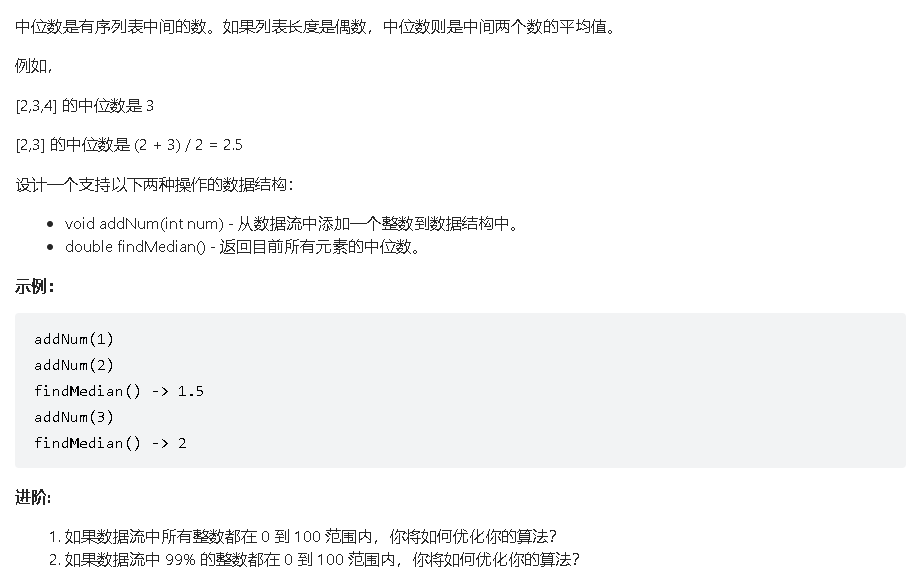 中位数是有序列表中间的数。如果列表长度是偶数，中位数则是中间两个数的平均值。
例如，
[2,3,4] 的中位数是 3
[2,3] 的中位数是 (2 + 3) / 2 = 2.5
设计一个支持以下两种操作的数据结构：
• void addNum(int num) - 从数据流中添加一个整数到数据结构中。
• double findMedian() - 返回目前所有元素的中位数。
示例：
addNum(1)
addNum(2)
findMedian() -> 1.5
addNum(3)
findMedian() -> 2
进阶:
1. 如果数据流中所有整数都在 0 到 100 范围内，你将如何优化你的算法？
2. 如果数据流中 99% 的整数都在 0 到 100 范围内，你将如何优化你的算法？